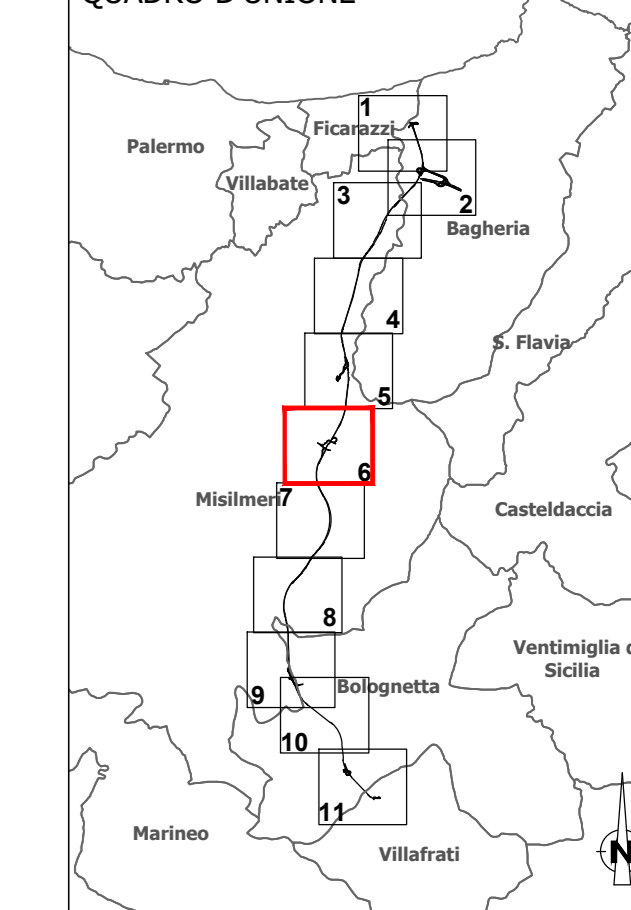 QUADRO D'UNIONE
1
Ficarazzi
Palermo
Villabate
3
2
Bagheria
4
S. Flavia
5
6
Misilmeri
7
Casteldaccia
8
Ventimiglia
Sicilia
9
Bolognetta
10
11
Marineo
Villafrati
N